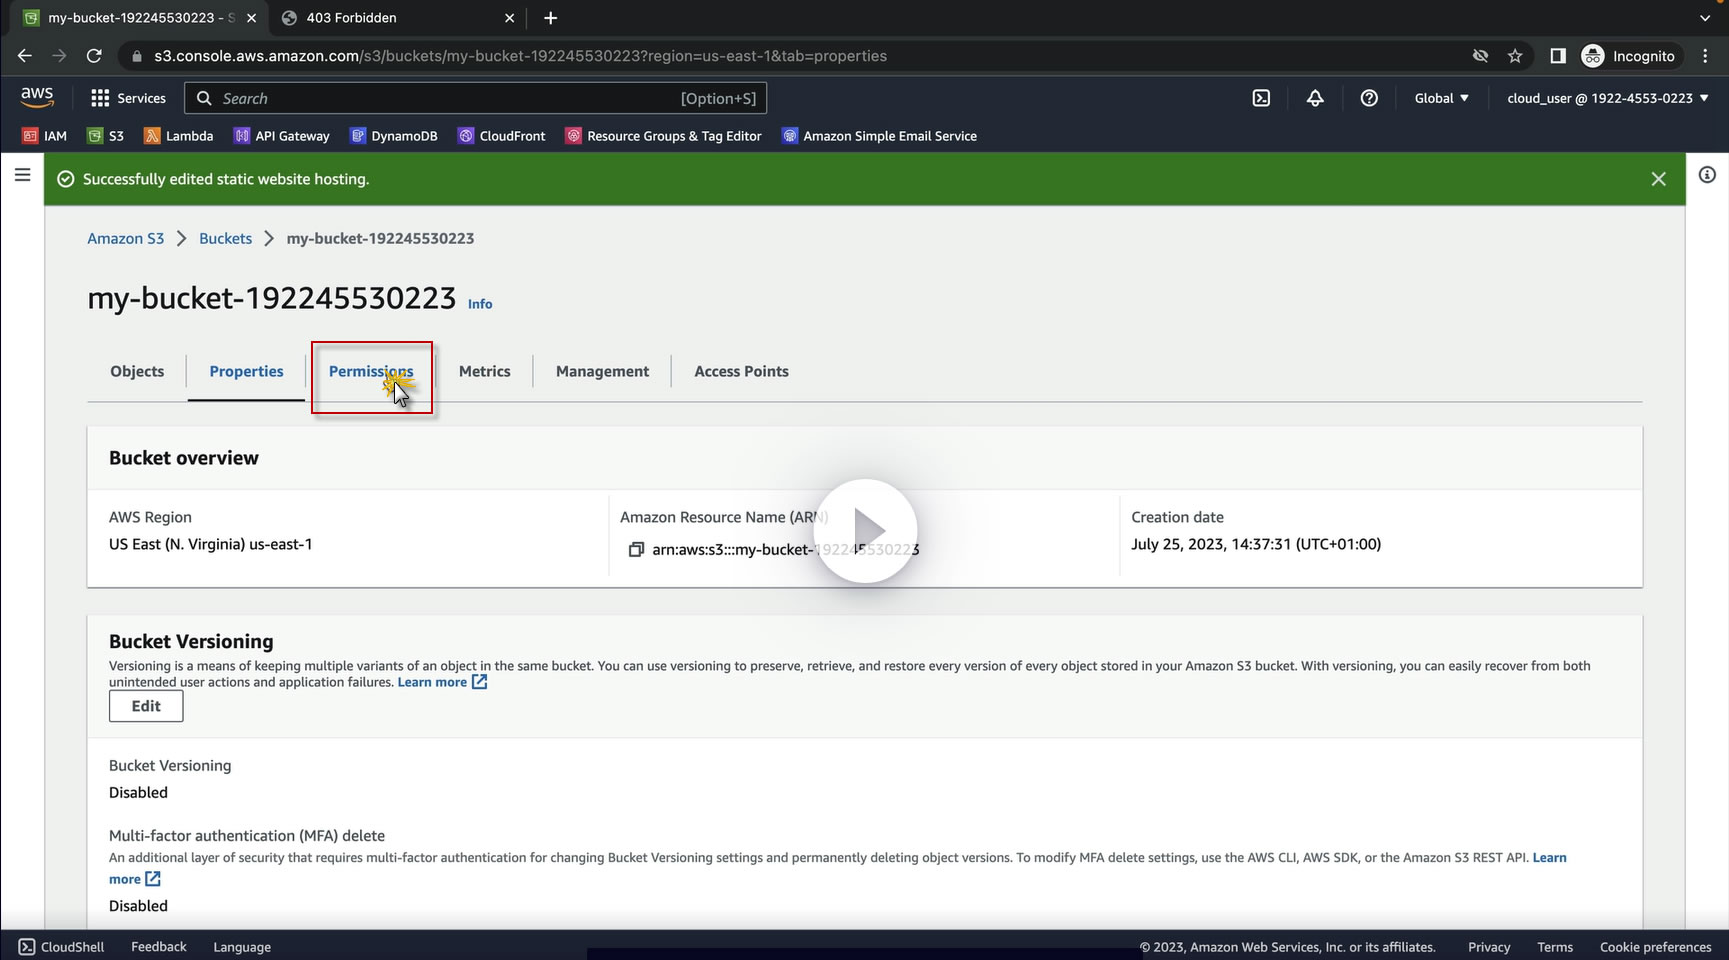 my-bucket-192245530223 - S
403 Forbidden
s3.console.aws.amazon.com/s3/buckets/my-bucket-192245530223?region=us-east-1&tab=properties
Incognito
aws
Services
Search
[Option+S]
Global
cloud_user @ 1922-4553-0223
IAM
S3
Lambda
API Gateway
DynamoDB
CloudFront
Resource Groups & Tag Editor
Amazon Simple Email Service
Successfully edited static website hosting.
Amazon S3 > Buckets > my-bucket-192245530223
my-bucket-192245530223 Info
Objects
Properties
Permissions
Metrics
Management
Access Points
Bucket overview
AWS Region
US East (N. Virginia) us-east-1
Amazon Resource Name (ARN)
arn:aws:s3:::my-bucket-192245530223
Creation date
July 25, 2023, 14:37:31 (UTC+01:00)
Bucket Versioning
Versioning is a means of keeping multiple variants of an object in the same bucket. You can use versioning to preserve, retrieve, and restore every version of every object stored in your Amazon S3 bucket. With versioning, you can easily recover from both
unintended user actions and application failures. Learn more
Edit
Bucket Versioning
Disabled
Multi-factor authentication (MFA) delete
An additional layer of security that requires multi-factor authentication for changing Bucket Versioning settings and permanently deleting object versions. To modify MFA delete settings, use the AWS CLI, AWS SDK, or the Amazon S3 REST API. Learn
more
Disabled
CloudShell
Feedback
Language
© 2023, Amazon Web Services, Inc. or its affiliates.
Privacy
Terms
Cookie preferences